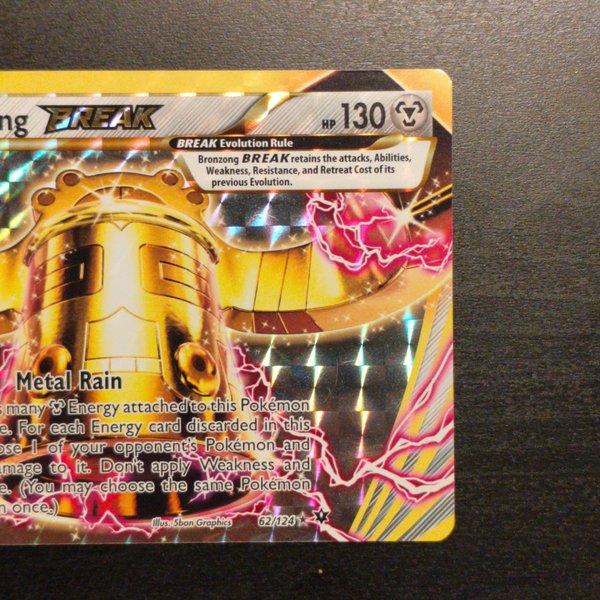 ng BREAK HP 130
BREAK Evolution Rule
Bronzong BREAK retains the attacks, Abilities,
Weakness, Resistance, and Retreat Cost of its
previous Evolution.
Metal Rain
s many Energy attached to this Pokémon
e. For each Energy card discarded in this
ose 1 of your opponent's Pokémon and
amage to it. Don't apply Weakness and
e. (You may choose the same Pokémon
n once.)
Illus. 5ban Graphics 62/124